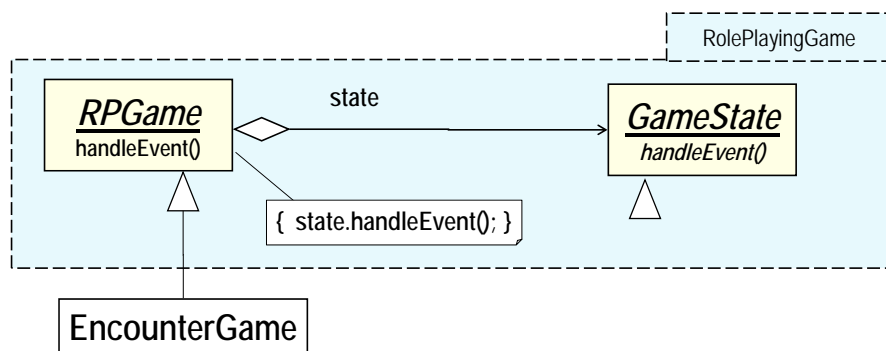 RolePlayingGame
RPGame
handleEvent()
state
GameState
handleEvent()
{ state.handleEvent(); }
EncounterGame